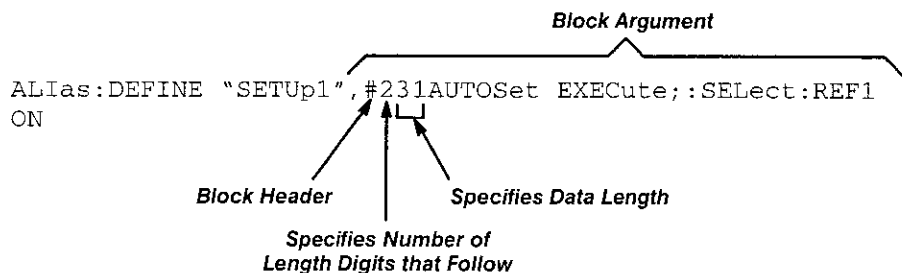 Block Argument
ALIas:DEFINE “SETUp1”,#231AUTOSet EXECute;:SELect:REF1
ON
Block Header
Specifies Data Length
Specifies Number of
Length Digits that Follow